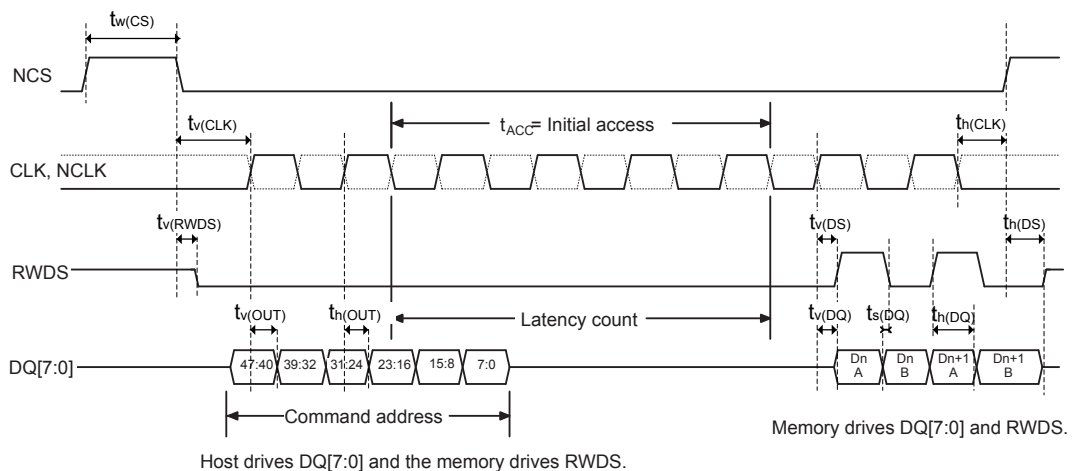 tw(CS)
NCS
tv(CLK)
tACC= Initial access
th(CLK)
CLK, NCLK
tv(RWDS)
tv(DS)
th(DS)
RWDS
tv(OUT)
th(OUT)
Latency count
tv(DQ)
ts(DQ)
th(DQ)
DQ[7:0]
47:40 39:32 31:24 23:16 15:8 7:0
Dn A
Dn B
Dn+1 A
Dn+1 B
Command address
Memory drives DQ[7:0] and RWDS.
Host drives DQ[7:0] and the memory drives RWDS.